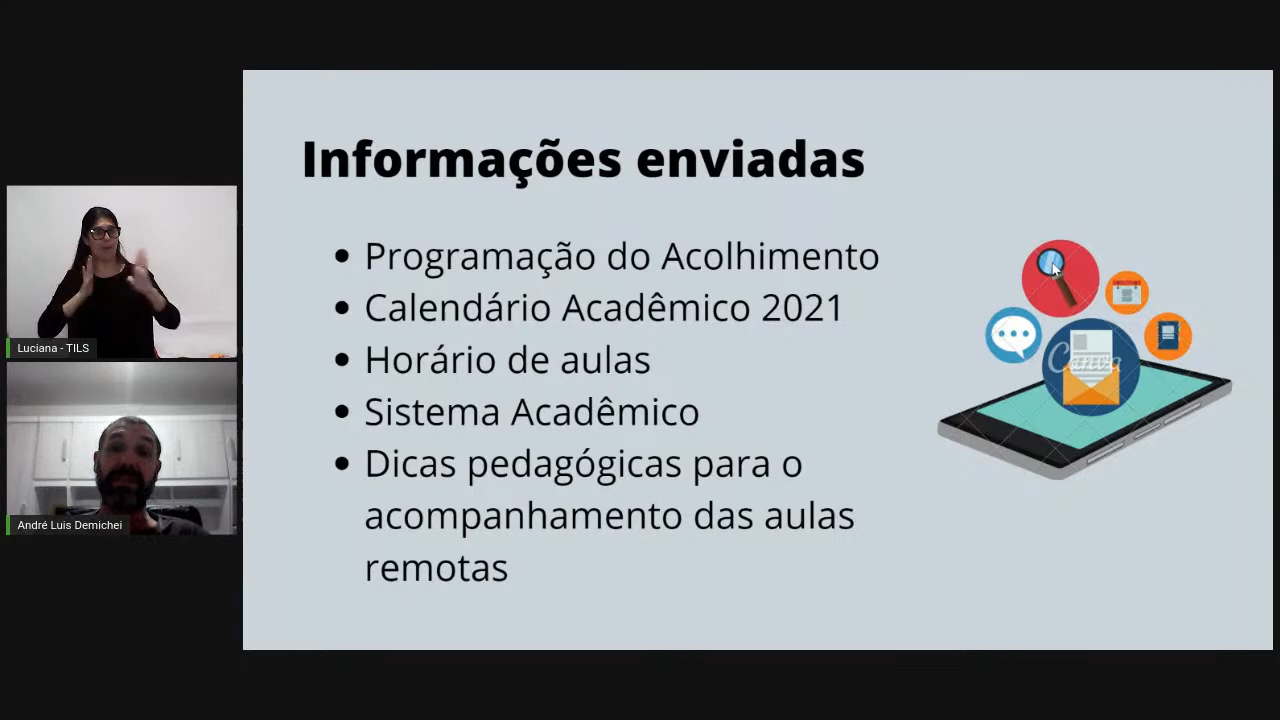 Informações enviadas
Programação do Acolhimento
Calendário Acadêmico 2021
Horário de aulas
Sistema Acadêmico
Dicas pedagógicas para o
acompanhamento das aulas
remotas
Canva
Luciana - TILS
André Luis Demichei